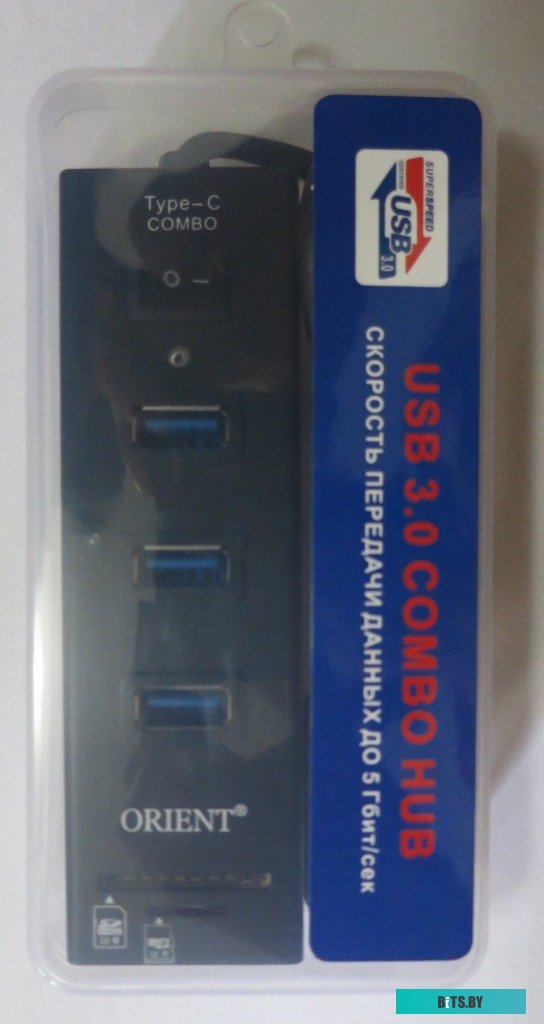 Type-C
COMBO
O –
ORIENT®
SUPERSPEED
CERTIFIED
USB
3.0
USB 3.0 COMBO HUB
СКОРОСТЬ ПЕРЕДАЧИ ДАННЫХ ДО 5 Гбит/сек
BiTS.BY